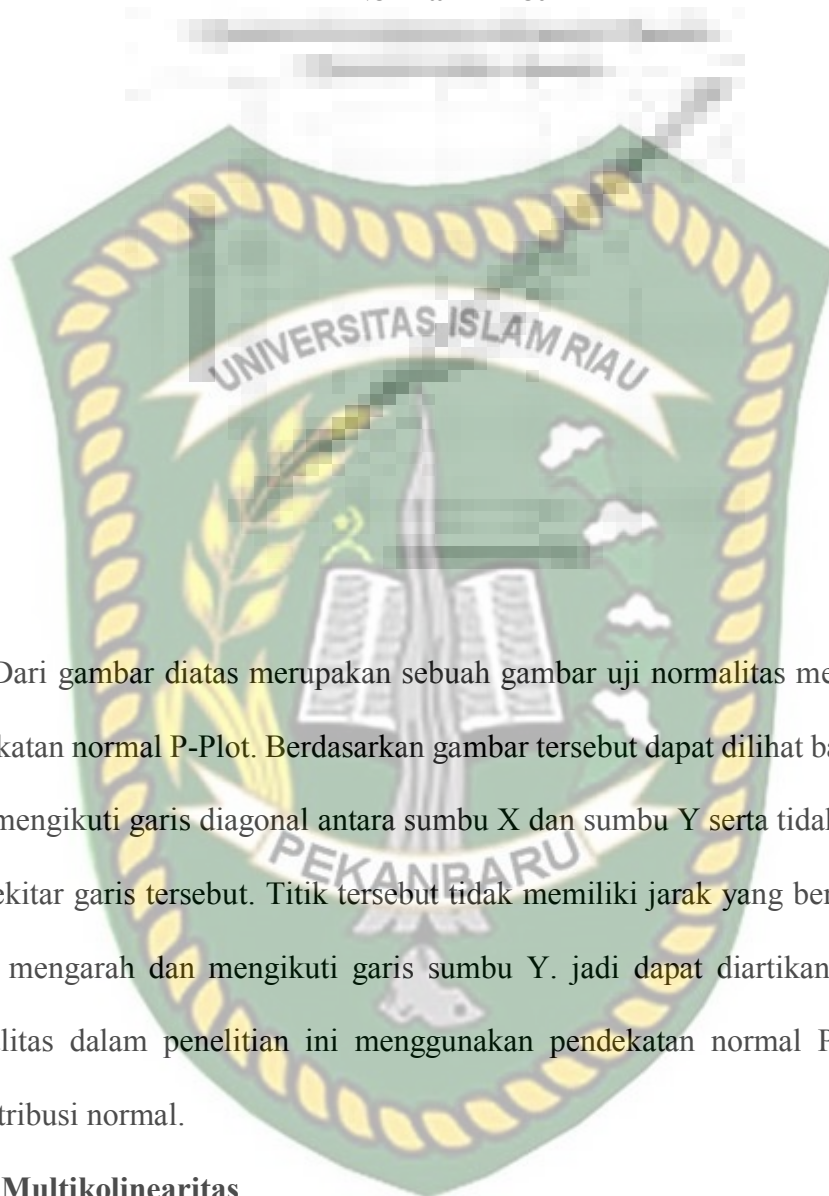 UNIVERSITAS ISLAM RIAU
Dari gambar diatas merupakan sebuah gambar uji normalitas me
katan normal P-Plot. Berdasarkan gambar tersebut dapat dilihat ba
mengikuti garis diagonal antara sumbu X dan sumbu Y serta tidak
PEKANBARU
ekitar garis tersebut. Titik tersebut tidak memiliki jarak yang ber
mengarah dan mengikuti garis sumbu Y. jadi dapat diartikan
litas dalam penelitian ini menggunakan pendekatan normal P
tribusi normal.
Multikolinearitas